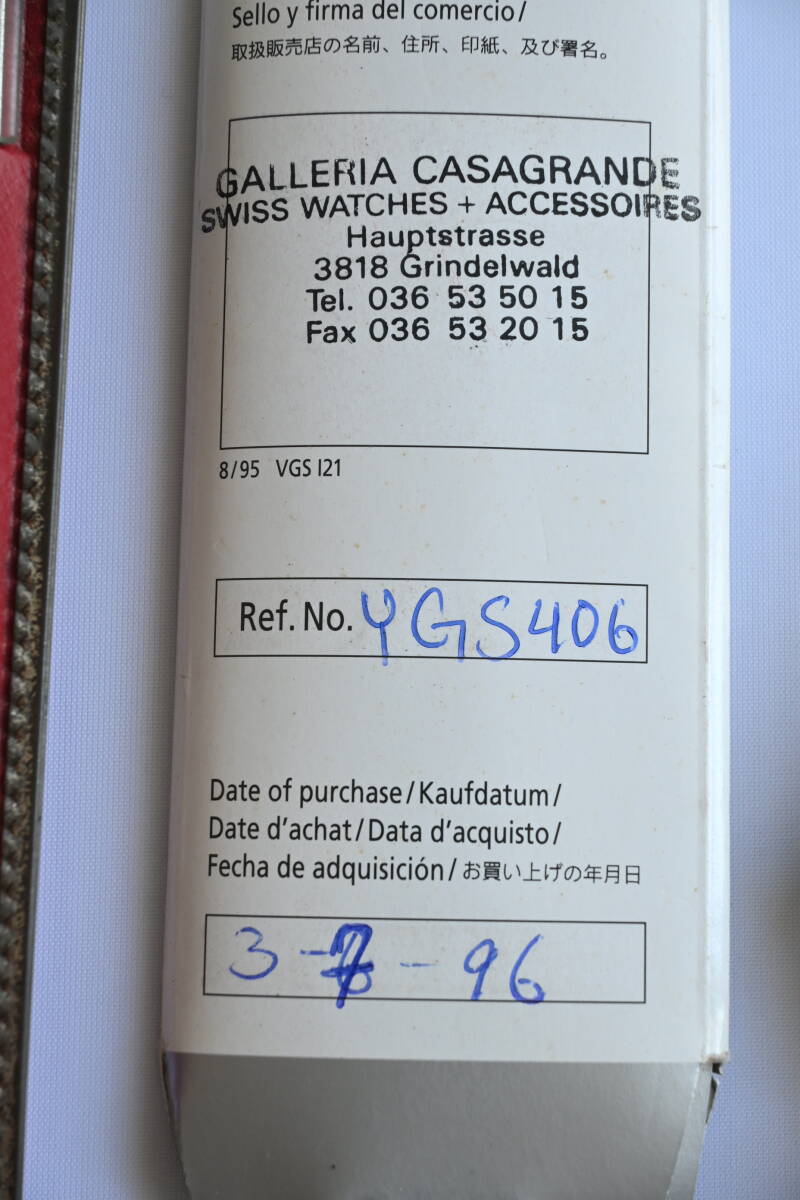 Sello y firma del comercio/
取扱販売店の名前、住所、印紙、及び署名。
GALLERIA CASAGRANDE
SWISS WATCHES + ACCESSOIRES
Hauptstrasse
3818 Grindelwald
Tel. 036 53 50 15
Fax 036 53 20 15
8/95 VGS I21
Ref. No. YGS406
Date of purchase/Kaufdatum/
Date d'achat/Data d'acquisto/
Fecha de adquisición/お買い上げの年月日
3-7-96